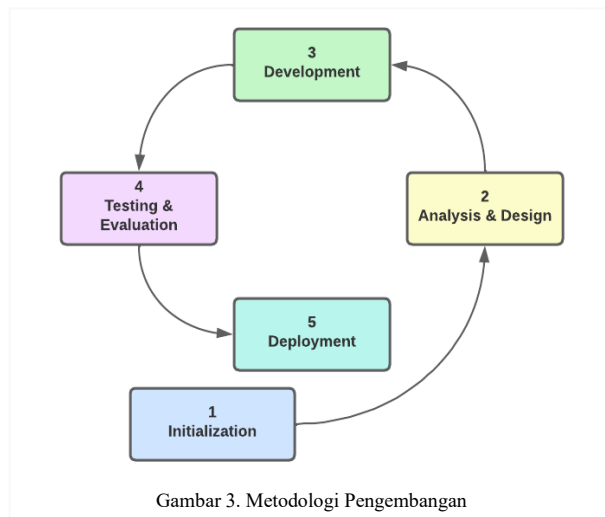 3
Development
4
Testing &
Evaluation
2
Analysis & Design
5
Deployment
1
Initialization
Gambar 3. Metodologi Pengembangan